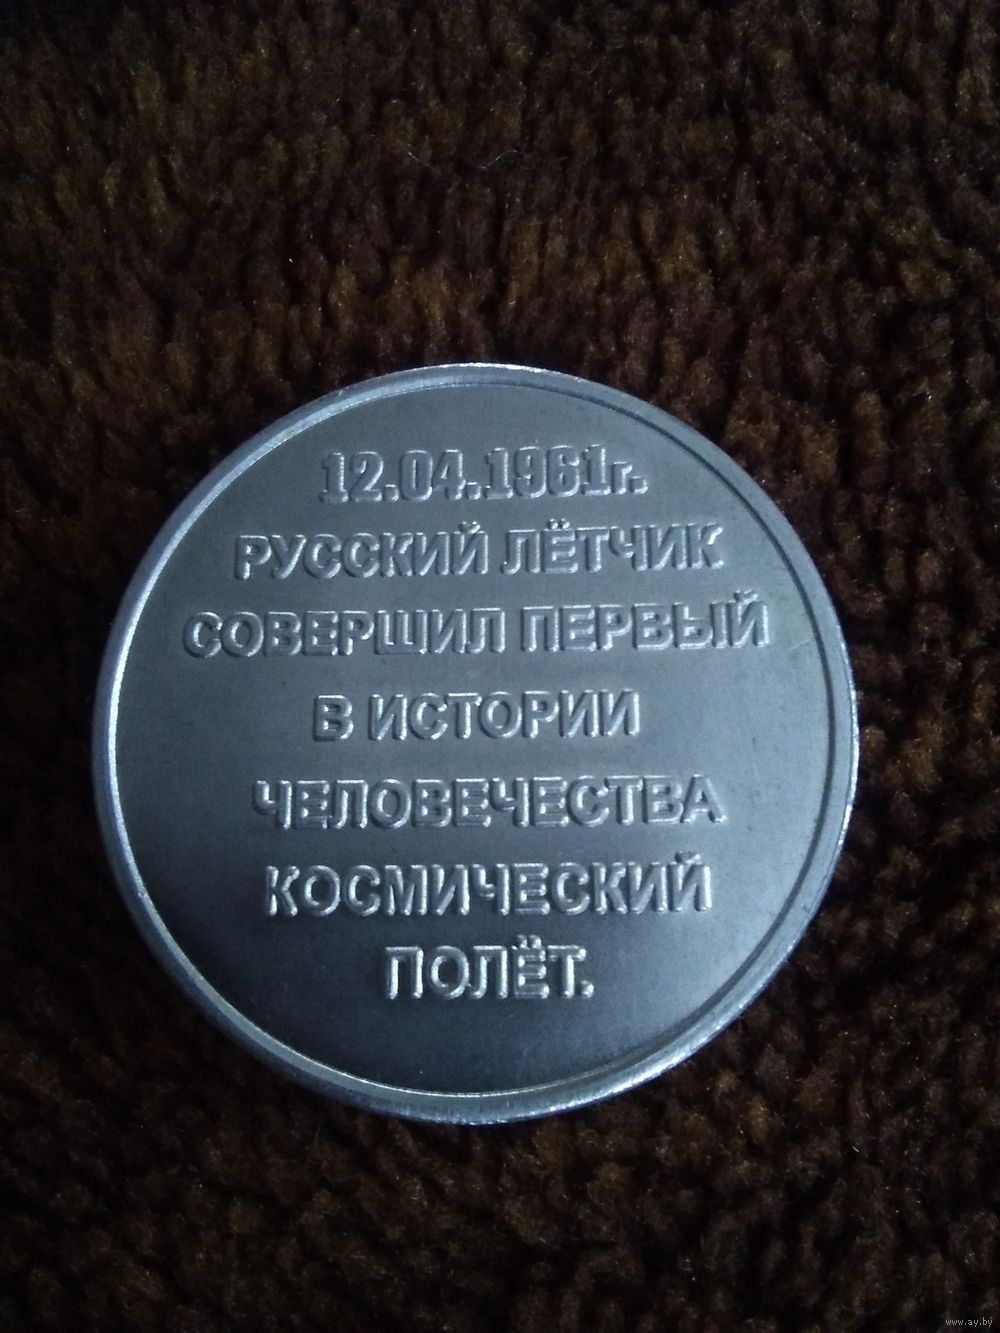 12.04.1961г.
РУССКИЙ ЛЁТЧИК
СОВЕРШИЛ ПЕРВЫЙ
В ИСТОРИИ
ЧЕЛОВЕЧЕСТВА
КОСМИЧЕСКИЙ
ПОЛЁТ.
www.ay.by